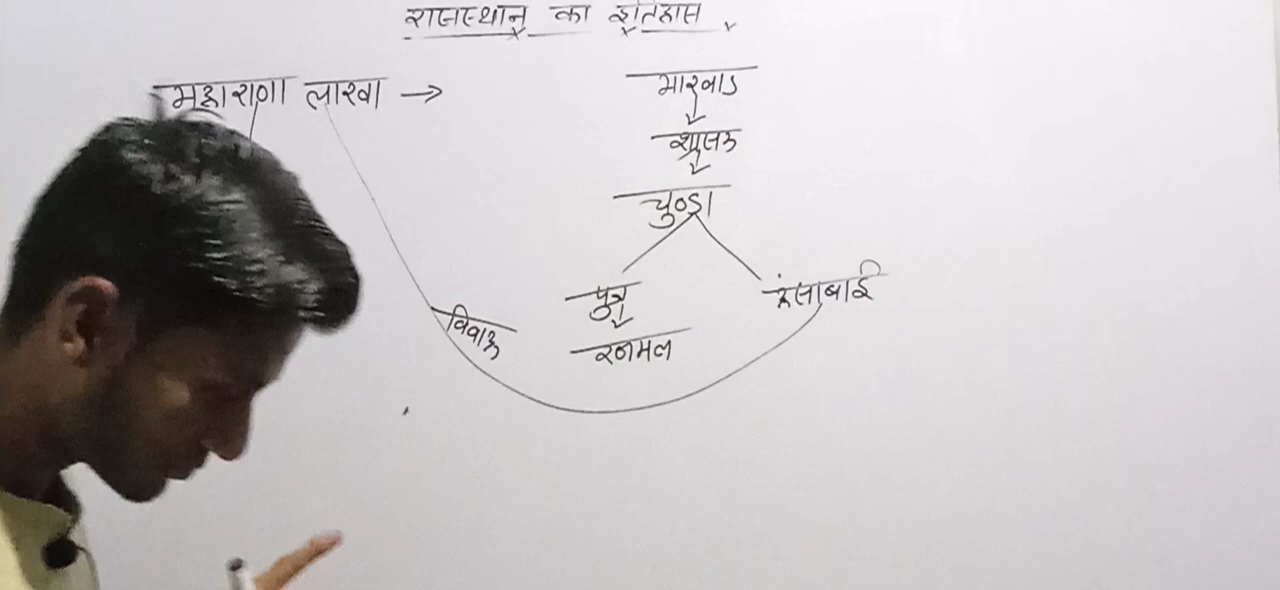 राजस्थान का इतिहास
महाराणा लाखा →
मारवाड
शासक
चुण्डा
पुत्र
हंसाबाई
रणमल
विवाह